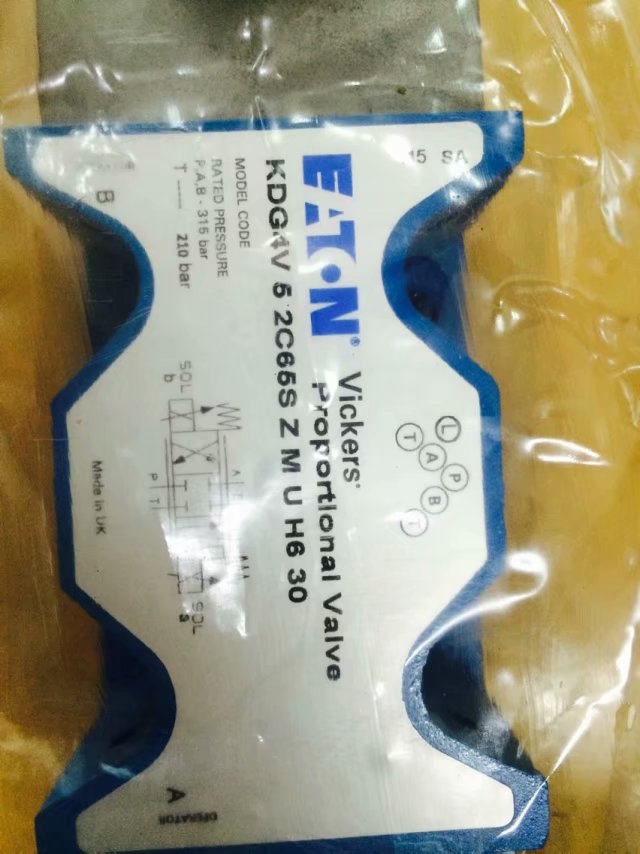 EATON® Vickers®
Proportional Valve
KDG4V 5 2C65S Z M U H6 30
MODEL CODE
RATED PRESSURE
P,A,B - 315 bar
T ------ 210 bar
15 SA
L
T A P
B
T
SOL
b
A
P T
SOL
a
Made in UK
B
A
OPERATOR